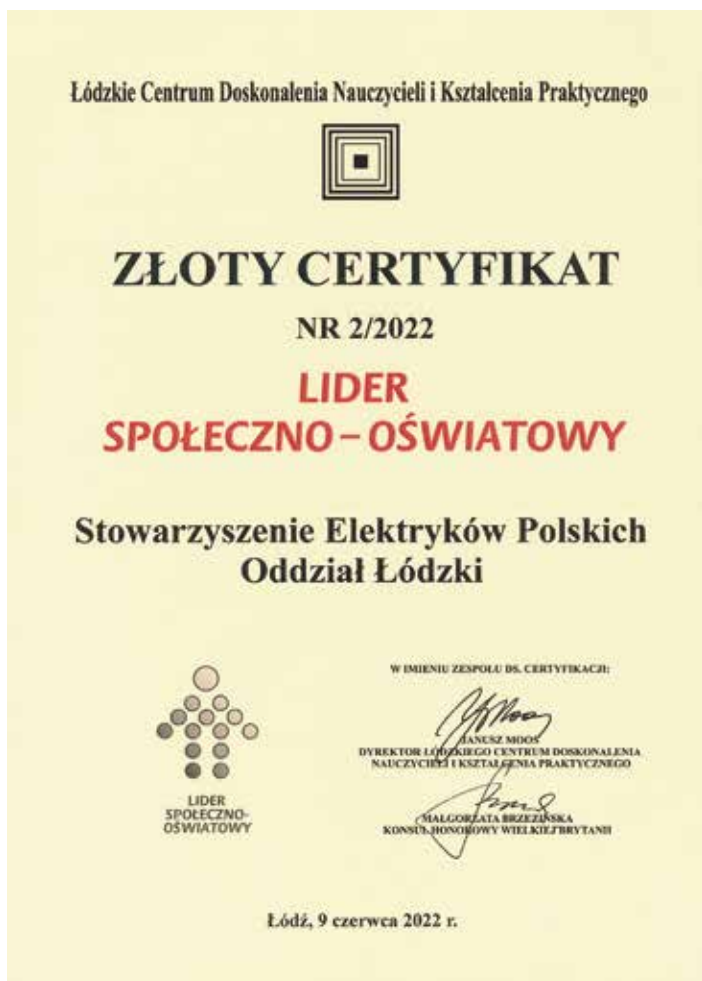 Łódzkie Centrum Doskonalenia Nauczycieli i Kształcenia Praktycznego
ZŁOTY CERTYFIKAT
NR 2/2022
LIDER
SPOŁECZNO – OŚWIATOWY
Stowarzyszenie Elektryków Polskich
Oddział Łódzki
W IMIENIU ZESPOŁU DS. CERTYFIKACJI:
JANUSZ MOOS
DYREKTOR ŁÓDZKIEGO CENTRUM DOSKONALENIA
NAUCZYCIELI I KSZTAŁCENIA PRAKTYCZNEGO
MAŁGORZATA BRZEZIŃSKA
KONSUL HONOROWY WIELKIEJ BRYTANII
LIDER
SPOŁECZNO-
OŚWIATOWY
Łódź, 9 czerwca 2022 r.